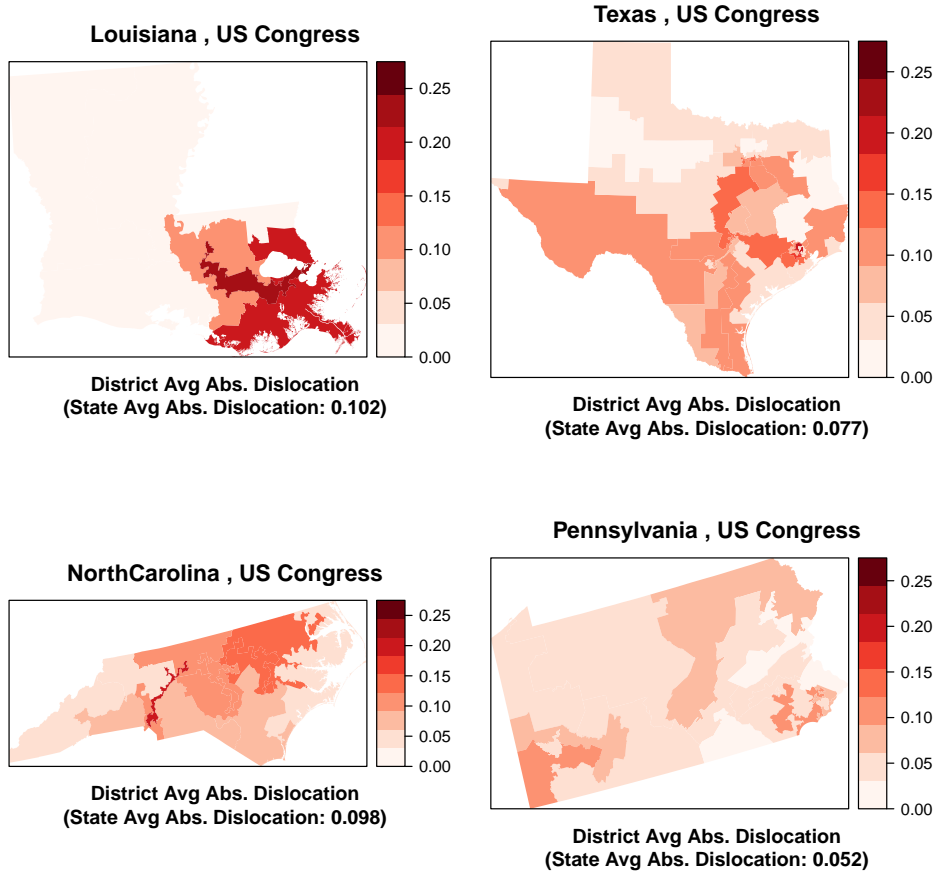 Louisiana , US Congress
0.25
0.20
0.15
0.10
0.05
0.00
District Avg Abs. Dislocation
(State Avg Abs. Dislocation: 0.102)
Texas , US Congress
0.25
0.20
0.15
0.10
0.05
0.00
District Avg Abs. Dislocation
(State Avg Abs. Dislocation: 0.077)
NorthCarolina , US Congress
0.25
0.20
0.15
0.10
0.05
0.00
District Avg Abs. Dislocation
(State Avg Abs. Dislocation: 0.098)
Pennsylvania , US Congress
0.25
0.20
0.15
0.10
0.05
0.00
District Avg Abs. Dislocation
(State Avg Abs. Dislocation: 0.052)